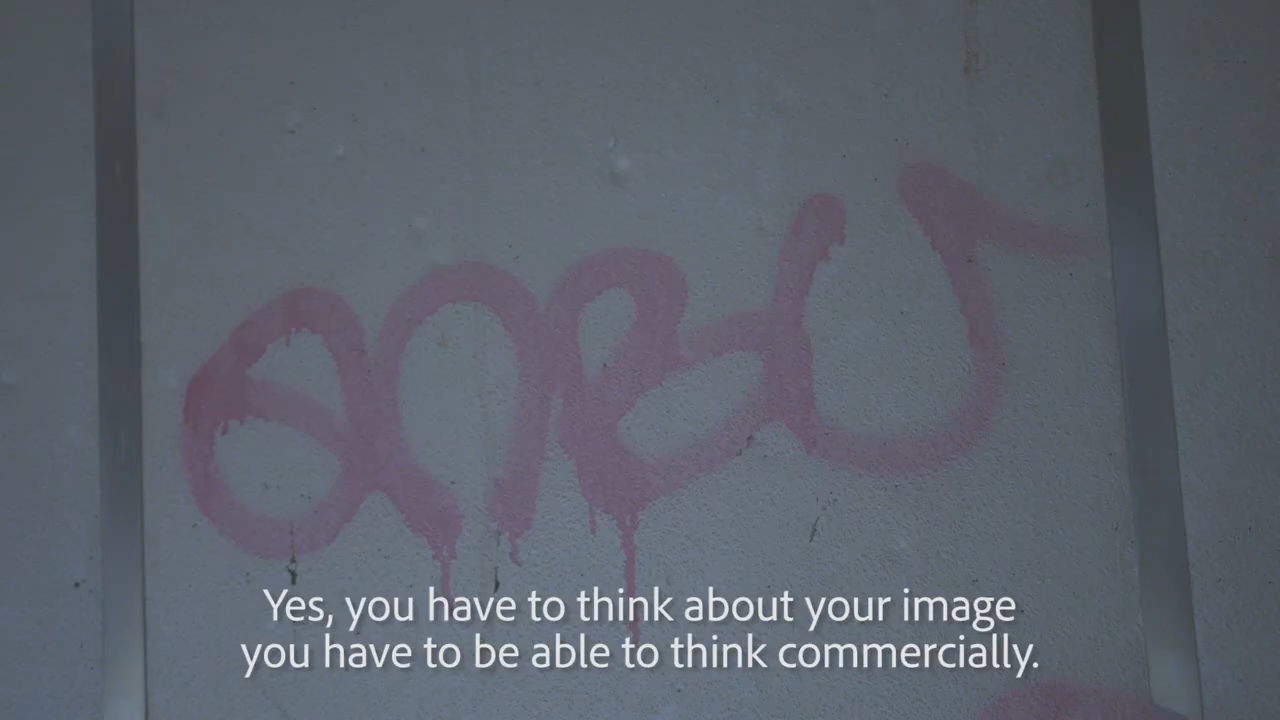 Yes, you have to think about your image
you have to be able to think commercially.